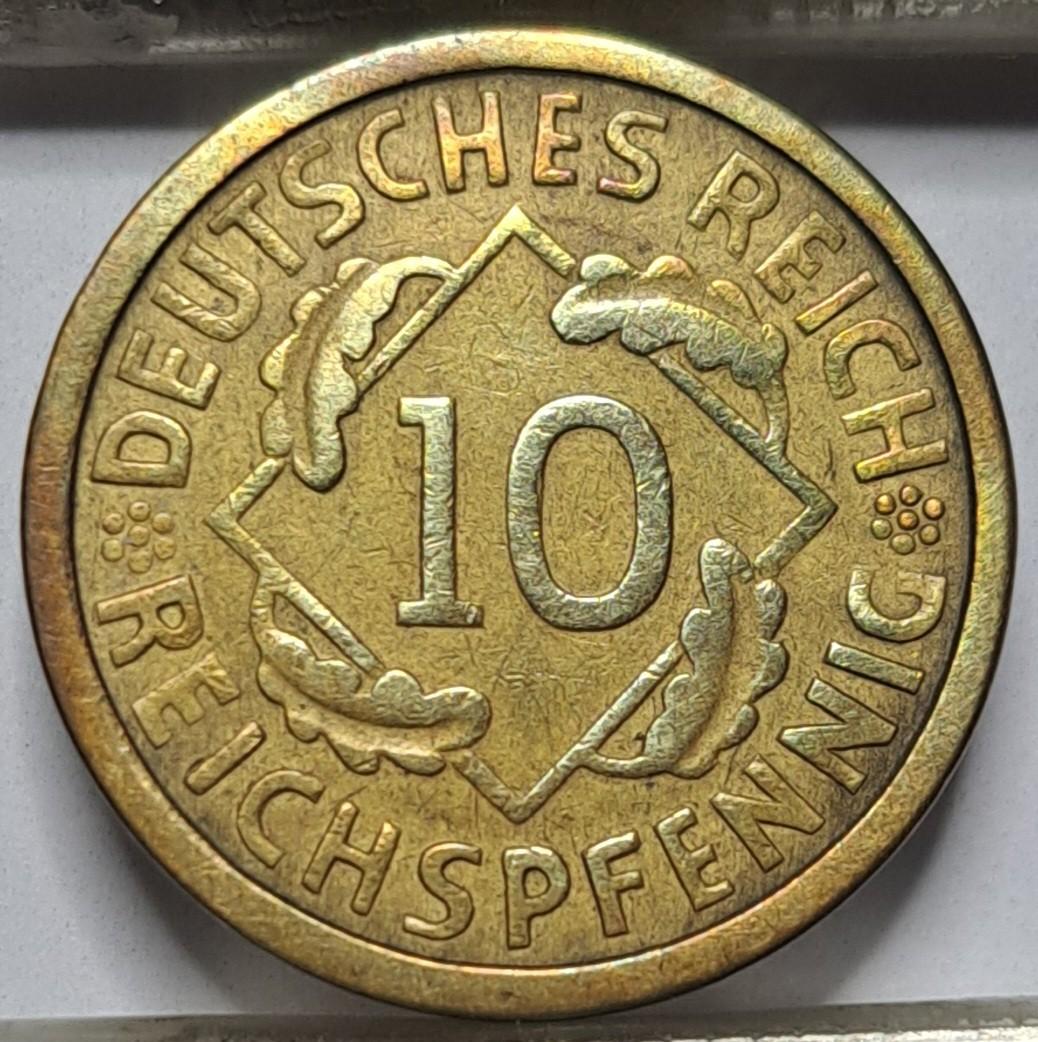 DEUTSCHES REICH
10
REICHSPFENNIG